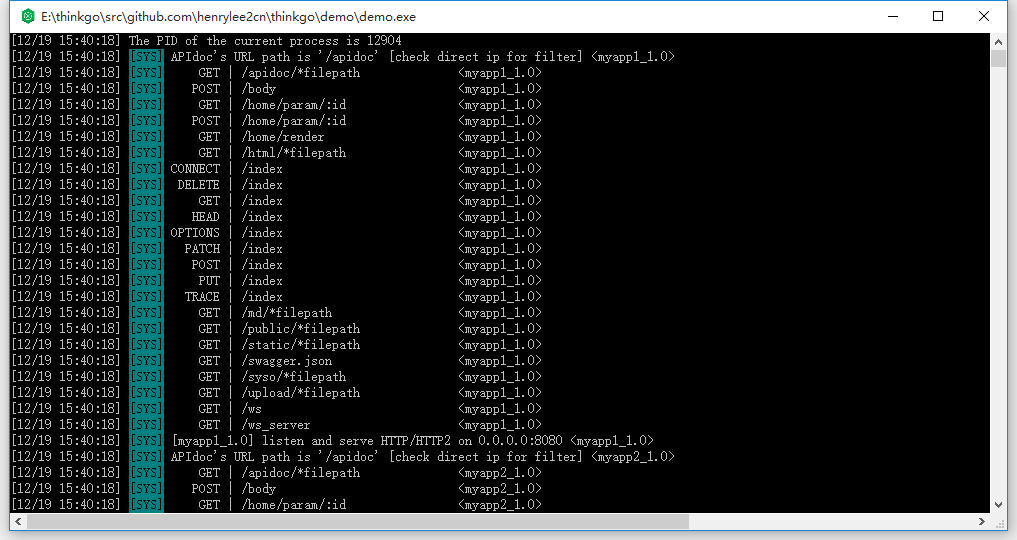 E:\thinkgo\src\github.com\henrylee2cn\thinkgo\demo\demo.exe
[12/19 15:40:18] The PID of the current process is 12904
[12/19 15:40:18] [SYS] APIdoc's URL path is '/apidoc' [check direct ip for filter] <myapp1_1.0>
[12/19 15:40:18] [SYS] GET | /apidoc/*filepath <myapp1_1.0>
[12/19 15:40:18] [SYS] POST | /body <myapp1_1.0>
[12/19 15:40:18] [SYS] GET | /home/param/:id <myapp1_1.0>
[12/19 15:40:18] [SYS] POST | /home/param/:id <myapp1_1.0>
[12/19 15:40:18] [SYS] GET | /home/render <myapp1_1.0>
[12/19 15:40:18] [SYS] GET | /html/*filepath <myapp1_1.0>
[12/19 15:40:18] [SYS] CONNECT | /index <myapp1_1.0>
[12/19 15:40:18] [SYS] DELETE | /index <myapp1_1.0>
[12/19 15:40:18] [SYS] GET | /index <myapp1_1.0>
[12/19 15:40:18] [SYS] HEAD | /index <myapp1_1.0>
[12/19 15:40:18] [SYS] OPTIONS | /index <myapp1_1.0>
[12/19 15:40:18] [SYS] PATCH | /index <myapp1_1.0>
[12/19 15:40:18] [SYS] POST | /index <myapp1_1.0>
[12/19 15:40:18] [SYS] PUT | /index <myapp1_1.0>
[12/19 15:40:18] [SYS] TRACE | /index <myapp1_1.0>
[12/19 15:40:18] [SYS] GET | /md/*filepath <myapp1_1.0>
[12/19 15:40:18] [SYS] GET | /public/*filepath <myapp1_1.0>
[12/19 15:40:18] [SYS] GET | /static/*filepath <myapp1_1.0>
[12/19 15:40:18] [SYS] GET | /swagger.json <myapp1_1.0>
[12/19 15:40:18] [SYS] GET | /syso/*filepath <myapp1_1.0>
[12/19 15:40:18] [SYS] GET | /upload/*filepath <myapp1_1.0>
[12/19 15:40:18] [SYS] GET | /ws <myapp1_1.0>
[12/19 15:40:18] [SYS] GET | /ws_server <myapp1_1.0>
[12/19 15:40:18] [SYS] [myapp1_1.0] listen and serve HTTP/HTTP2 on 0.0.0.0:8080 <myapp1_1.0>
[12/19 15:40:18] [SYS] APIdoc's URL path is '/apidoc' [check direct ip for filter] <myapp2_1.0>
[12/19 15:40:18] [SYS] GET | /apidoc/*filepath <myapp2_1.0>
[12/19 15:40:18] [SYS] POST | /body <myapp2_1.0>
[12/19 15:40:18] [SYS] GET | /home/param/:id <myapp2_1.0>